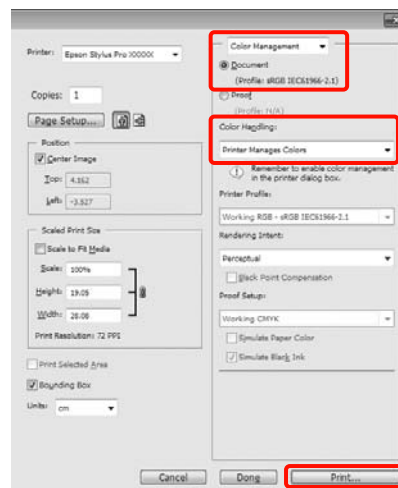 Printer: Epson Stylus Pro XXXXX
Copies: 1
Page Setup...
Position
Center Image
Top: 4.162
Left: -3.827
Scaled Print Size
Scale to Fit Media
Scale: 100%
Height: 19.05
Width: 28.08
Print Resolution: 72 PPI
Print Selected Area
Bounding Box
Units: cm
Color Management
Document
(Profile: sRGB IEC61966-2.1)
Proof
(Profile: N/A)
Color Handling:
Printer Manages Colors
Remember to enable color management
in the printer dialog box.
Printer Profile:
Working RGB - sRGB IEC61966-2.1
Rendering Intent:
Perceptual
Black Point Compensation
Proof Setup:
Working CMYK
Simulate Paper Color
Simulate Black Ink
Cancel
Done
Print...